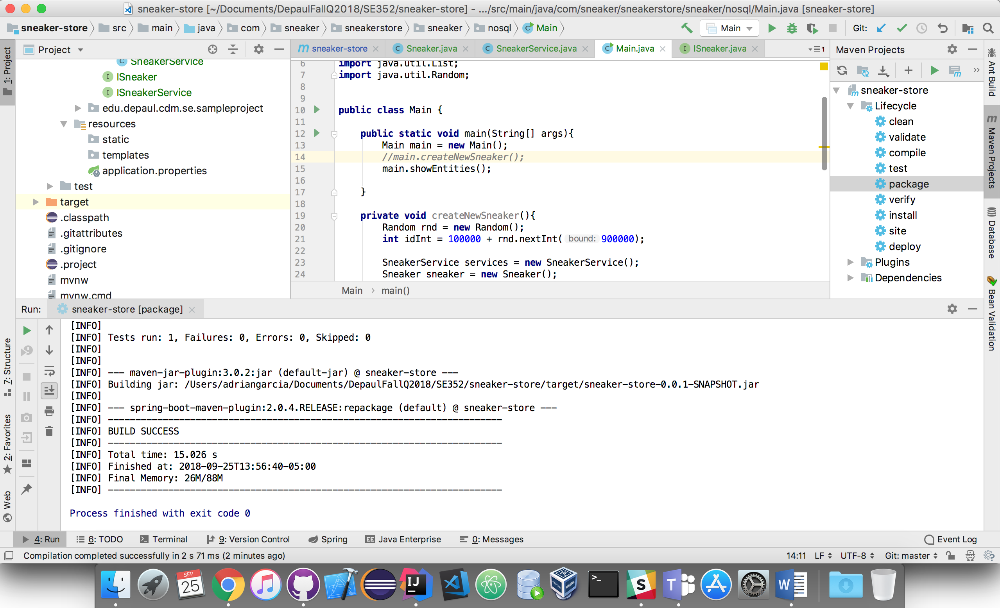 sneaker-store [~/Documents/DepaulFallQ2018/SE352/sneaker-store] - .../src/main/java/com/sneaker/sneakerstore/sneaker/nosql/Main.java [sneaker-store]
sneaker-store src main java com sneaker sneakerstore sneaker nosql Main
Main Git:
1: Project
7: Structure
2: Favorites
Web
Project
SneakerService
ISneaker
ISneakerService
edu.depaul.cdm.se.sampleproject
resources
static
templates
application.properties
test
target
.classpath
.gitattributes
.gitignore
.project
mvnw
mvnw.cmd
sneaker-store Sneaker.java SneakerService.java Main.java ISneaker.java 1
6 import java.util.List;
7 import java.util.Random;
8
9
10 public class Main {
11
12 public static void main(String[] args){
13 Main main = new Main();
14 //main.createNewSneaker();
15 main.showEntities();
16
17 }
18
19 private void createNewSneaker(){
20 Random rnd = new Random();
21 int idInt = 100000 + rnd.nextInt( bound: 900000);
22
23 SneakerService services = new SneakerService();
24 Sneaker sneaker = new Sneaker();
Main › main()
Maven Projects
sneaker-store
Lifecycle
clean
validate
compile
test
package
verify
install
site
deploy
Plugins
Dependencies
Ant Build
Maven Projects
Database
Bean Validation
Run: sneaker-store [package]
[INFO]
[INFO] Tests run: 1, Failures: 0, Errors: 0, Skipped: 0
[INFO]
[INFO]
[INFO] --- maven-jar-plugin:3.0.2:jar (default-jar) @ sneaker-store ---
[INFO] Building jar: /Users/adriangarcia/Documents/DepaulFallQ2018/SE352/sneaker-store/target/sneaker-store-0.0.1-SNAPSHOT.jar
[INFO]
[INFO] --- spring-boot-maven-plugin:2.0.4.RELEASE:repackage (default) @ sneaker-store ---
[INFO] ------------------------------------------------------------------------
[INFO] BUILD SUCCESS
[INFO] ------------------------------------------------------------------------
[INFO] Total time: 15.026 s
[INFO] Finished at: 2018-09-25T13:56:40-05:00
[INFO] Final Memory: 26M/88M
[INFO] ------------------------------------------------------------------------
Process finished with exit code 0
4: Run 6: TODO Terminal 9: Version Control Spring Java Enterprise 0: Messages Event Log
Compilation completed successfully in 2 s 71 ms (2 minutes ago) 14:11 LF UTF-8 Git: master
SEP
25
IJ
S
T
W